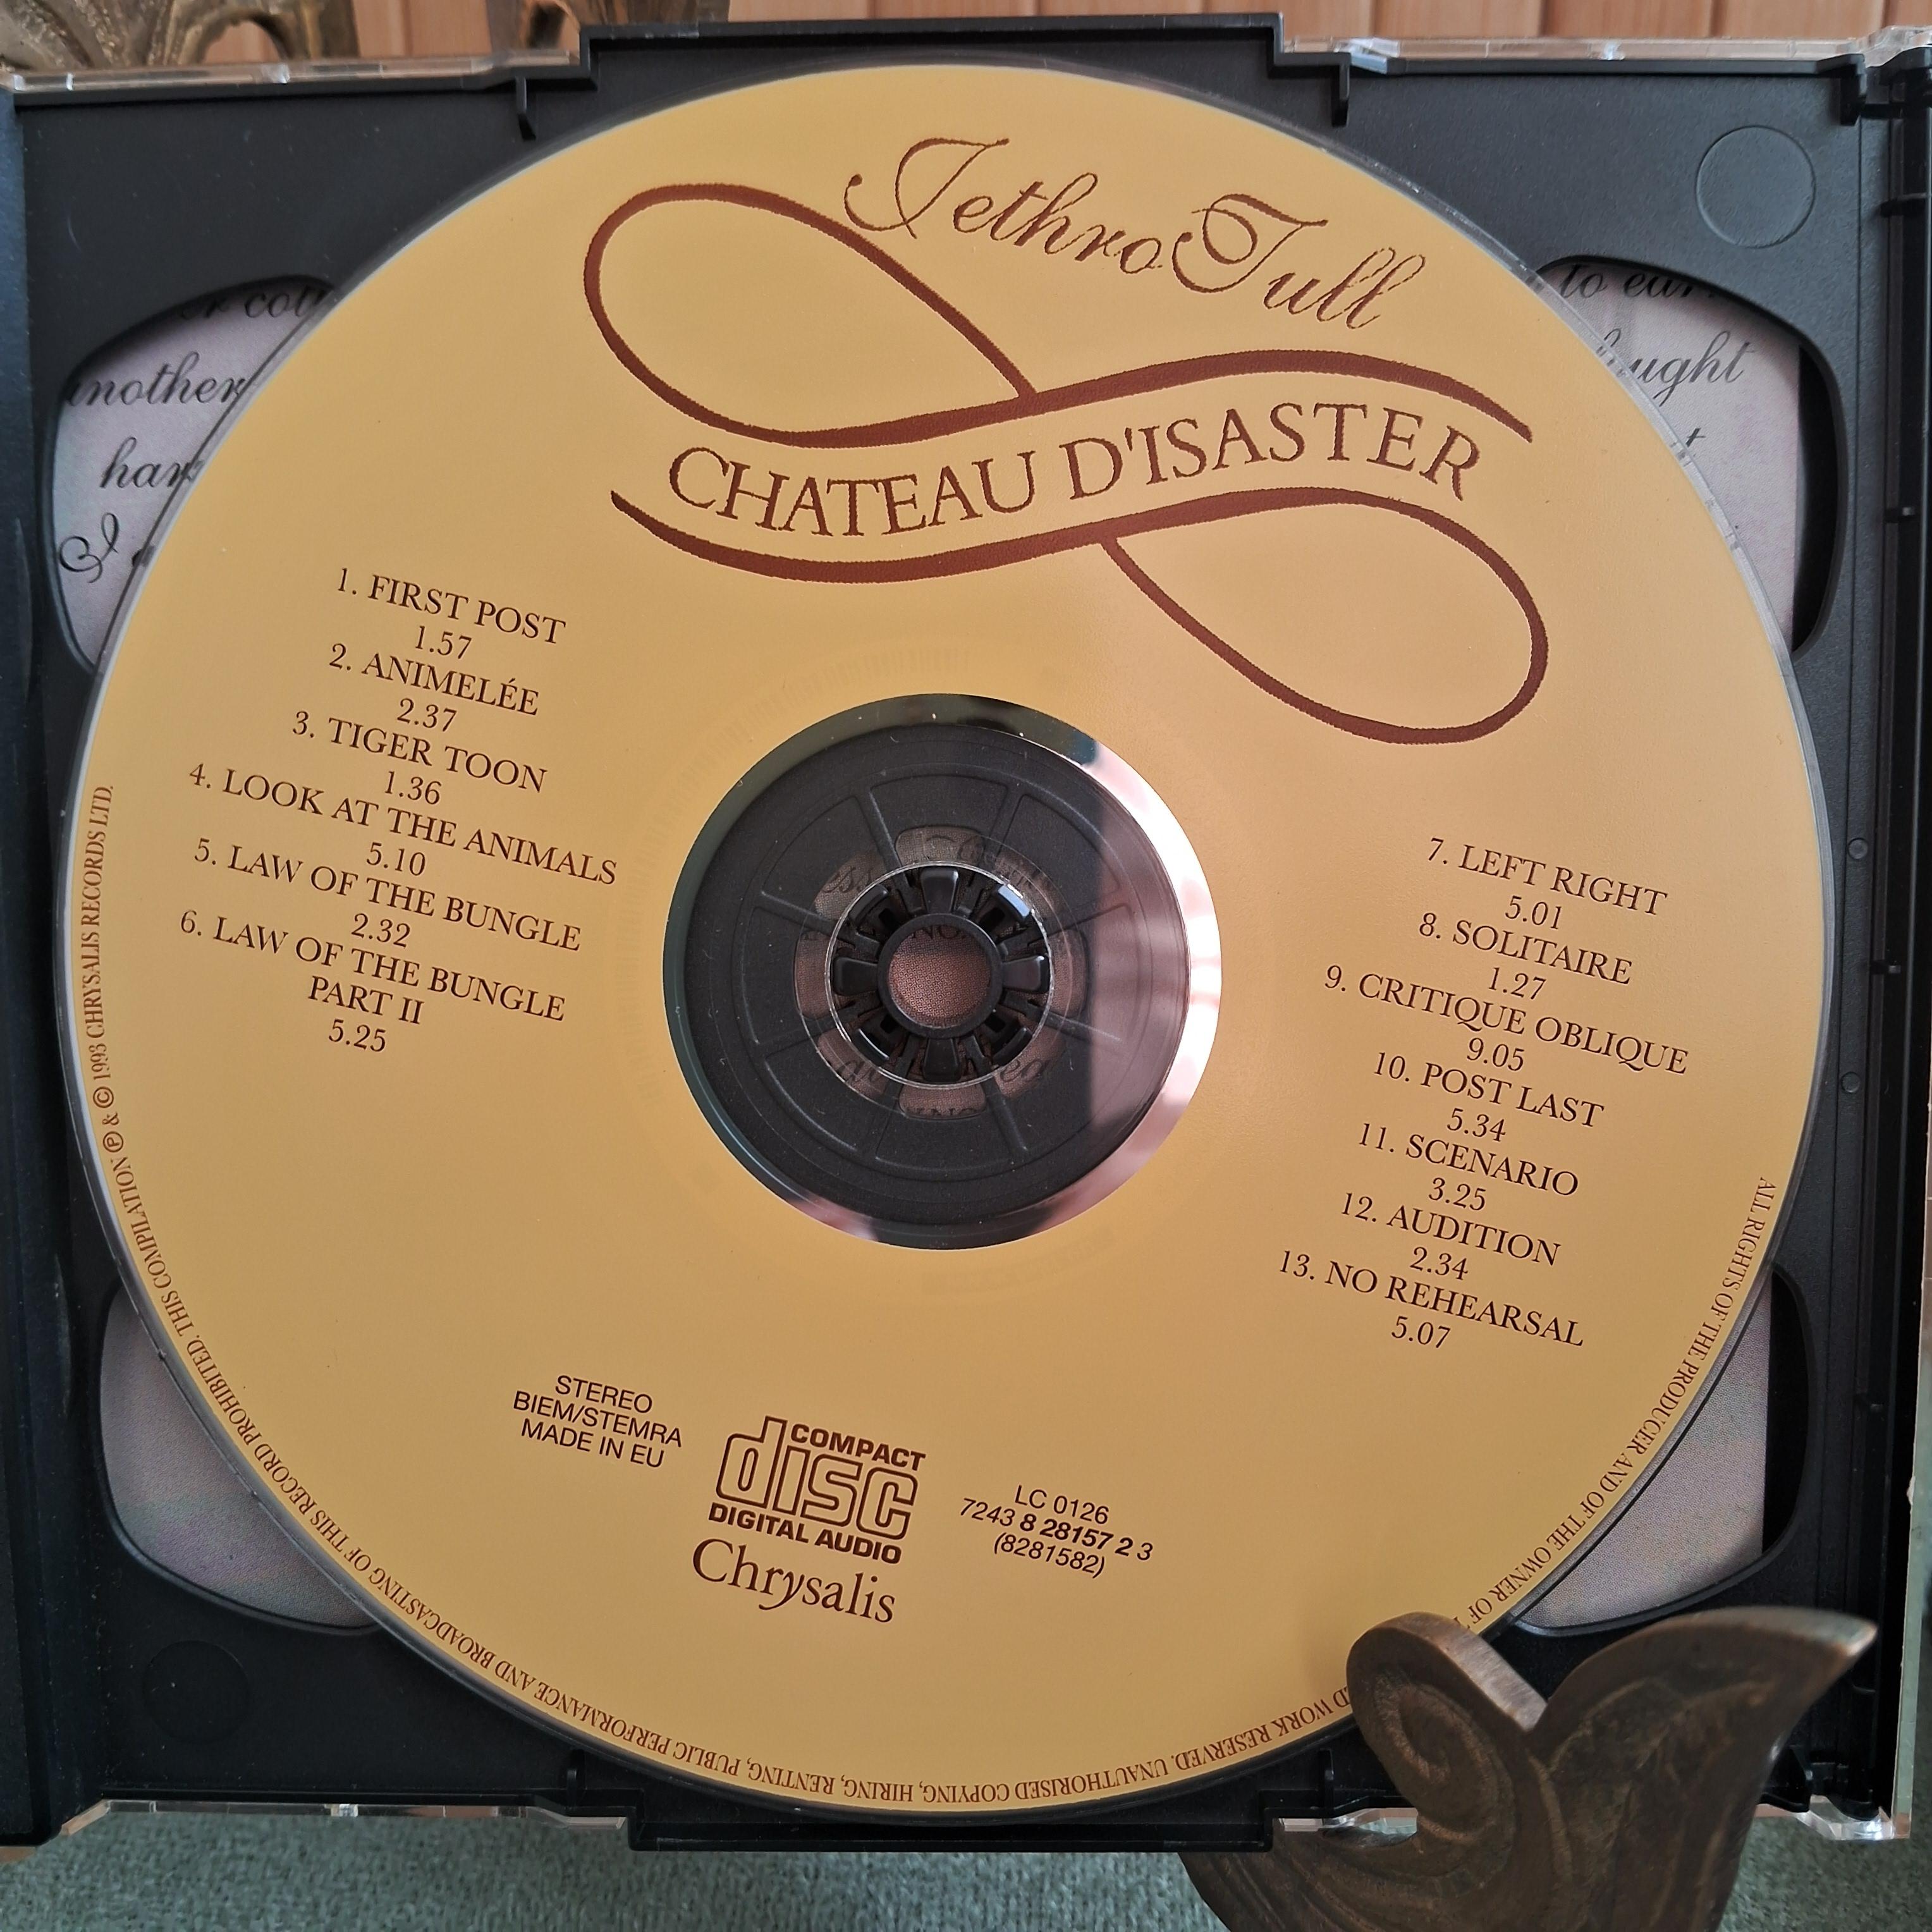 Jethro Tull
CHATEAU D'ISASTER
1. FIRST POST
1.57
2. ANIMELÉE
2.37
3. TIGER TOON
1.36
4. LOOK AT THE ANIMALS
5.10
5. LAW OF THE BUNGLE
2.32
6. LAW OF THE BUNGLE
PART II
5.25
7. LEFT RIGHT
5.01
8. SOLITAIRE
1.27
9. CRITIQUE OBLIQUE
9.05
10. POST LAST
5.34
11. SCENARIO
3.25
12. AUDITION
2.34
13. NO REHEARSAL
5.07
STEREO
BIEM/STEMRA
MADE IN EU
COMPACT
disc
DIGITAL AUDIO
Chrysalis
LC 0126
7243 8 28157 2 3
(8281582)
ALL RIGHTS OF THE PRODUCER AND OF THE OWNER OF WORK RESERVED. UNAUTHORISED COPYING, HIRING, RENTING, PUBLIC PERFORMANCE AND BROADCASTING OF THIS RECORD PROHIBITED. THIS COMPILATION ℗ & © 1993 CHRYSALIS RECORDS LTD.
another
to